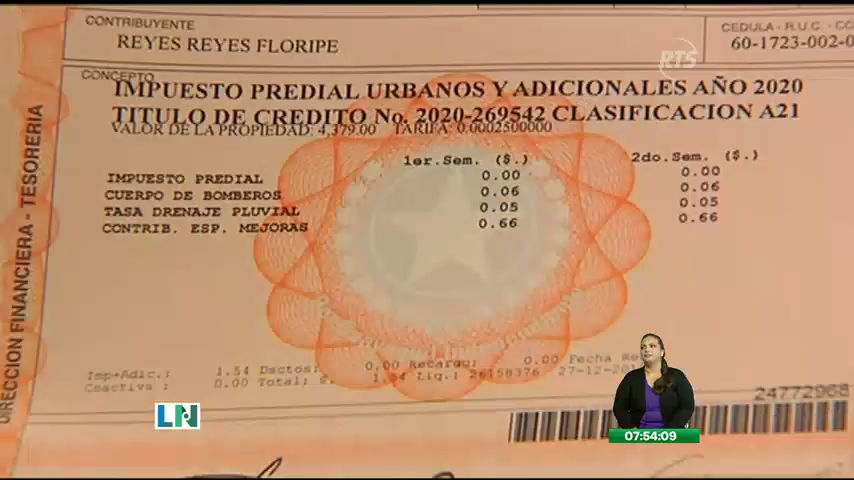 CONTRIBUYENTE
REYES REYES FLORIPE
CEDULA - R.U.C. - CO
60-1723-002-0
RTS
CONCEPTO
IMPUESTO PREDIAL URBANOS Y ADICIONALES AÑO 2020
TITULO DE CREDITO No. 2020-269542 CLASIFICACION A21
VALOR DE LA PROPIEDAD: 4,379.00 TARIFA: 0.0002500000
1er.Sem. ($.) 2do.Sem. ($.)
IMPUESTO PREDIAL 0.00 0.00
CUERPO DE BOMBEROS 0.06 0.06
TASA DRENAJE PLUVIAL 0.05 0.05
CONTRIB. ESP. MEJORAS 0.66 0.66
DIRECCION FINANCIERA - TESORERIA
Imp+Adic.: 1.54 Dsctos: 0.00 Recargo: 0.00 Fecha Re
Coactiva : 0.00 Total: $. 1.54 Liq.: 26158376 27-12-20
24772968
LN
07:54:09